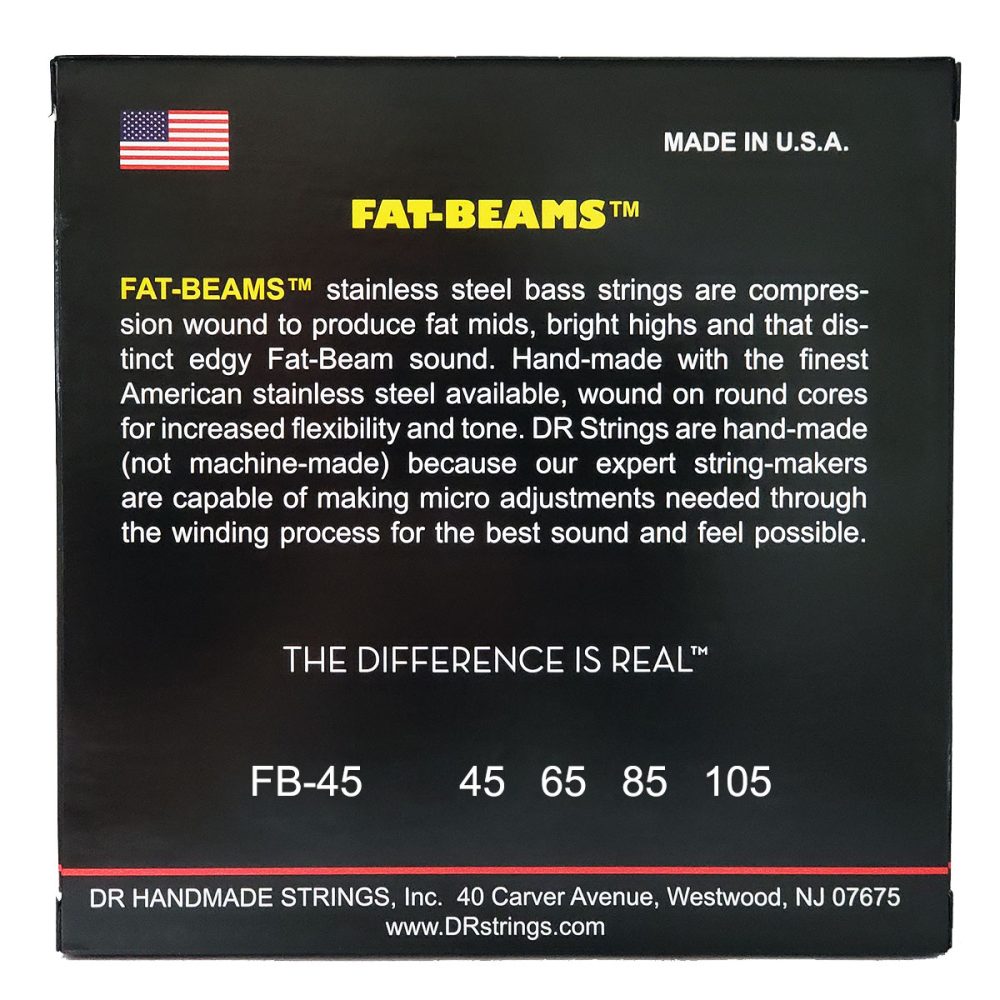 MADE IN U.S.A.
FAT-BEAMS™
FAT-BEAMS™ stainless steel bass strings are compres-
sion wound to produce fat mids, bright highs and that dis-
tinct edgy Fat-Beam sound. Hand-made with the finest
American stainless steel available, wound on round cores
for increased flexibility and tone. DR Strings are hand-made
(not machine-made) because our expert string-makers
are capable of making micro adjustments needed through
the winding process for the best sound and feel possible.
THE DIFFERENCE IS REAL™
FB-45 45 65 85 105
DR HANDMADE STRINGS, Inc. 40 Carver Avenue, Westwood, NJ 07675
www.DRstrings.com